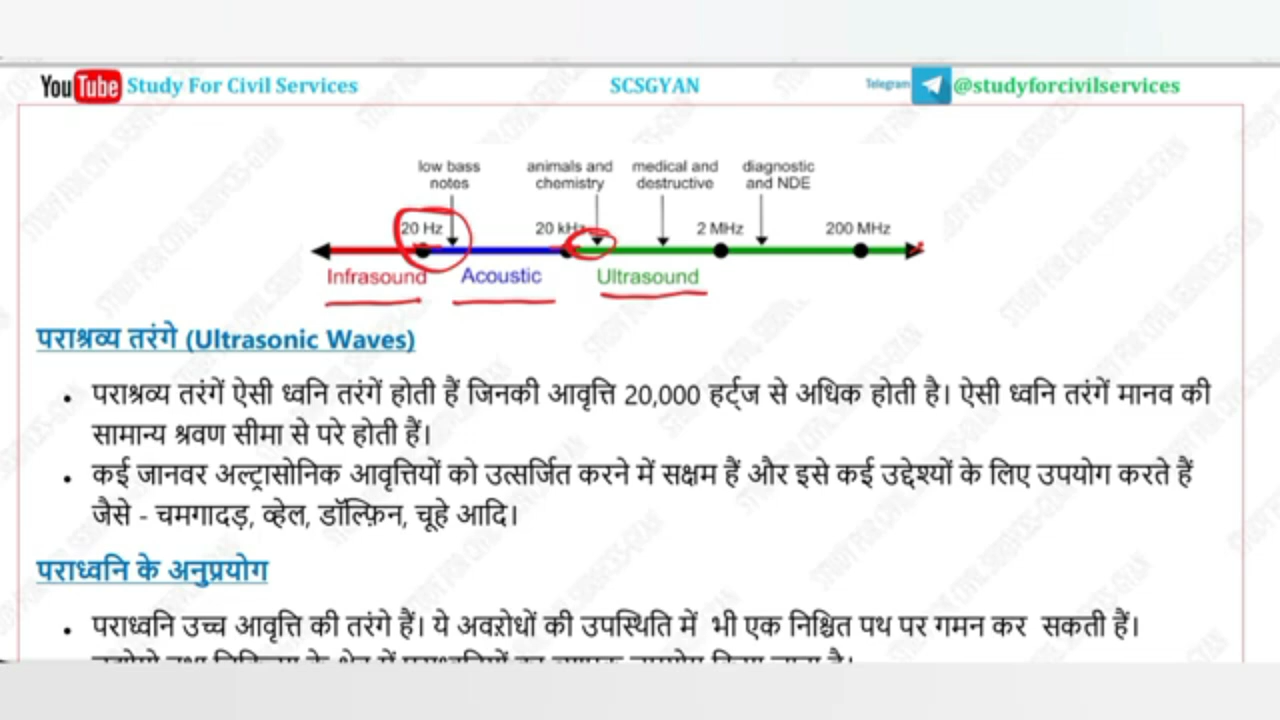 YouTube Study For Civil Services SCSGYAN Telegram @studyforcivilservices
low bass notes
animals and chemistry
medical and destructive
diagnostic and NDE
20 Hz 20 kHz 2 MHz 200 MHz
Infrasound Acoustic Ultrasound
पराश्रव्य तरंगे (Ultrasonic Waves)
• पराश्रव्य तरंगें ऐसी ध्वनि तरंगें होती हैं जिनकी आवृत्ति 20,000 हर्ट्ज से अधिक होती है। ऐसी ध्वनि तरंगें मानव की
सामान्य श्रवण सीमा से परे होती हैं।
• कई जानवर अल्ट्रासोनिक आवृत्तियों को उत्सर्जित करने में सक्षम हैं और इसे कई उद्देश्यों के लिए उपयोग करते हैं
जैसे - चमगादड़, व्हेल, डॉल्फ़िन, चूहे आदि।
पराध्वनि के अनुप्रयोग
• पराध्वनि उच्च आवृत्ति की तरंगे हैं। ये अवऱोधों की उपस्थिति में भी एक निश्चित पथ पर गमन कर सकती हैं।